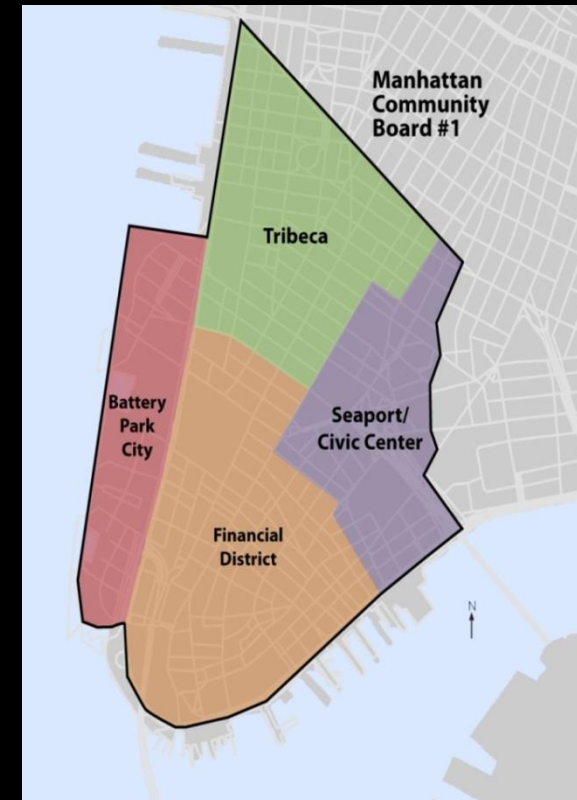 Manhattan
Community
Board #1
Tribeca
Battery
Park
City
Seaport/
Civic Center
Financial
District
N